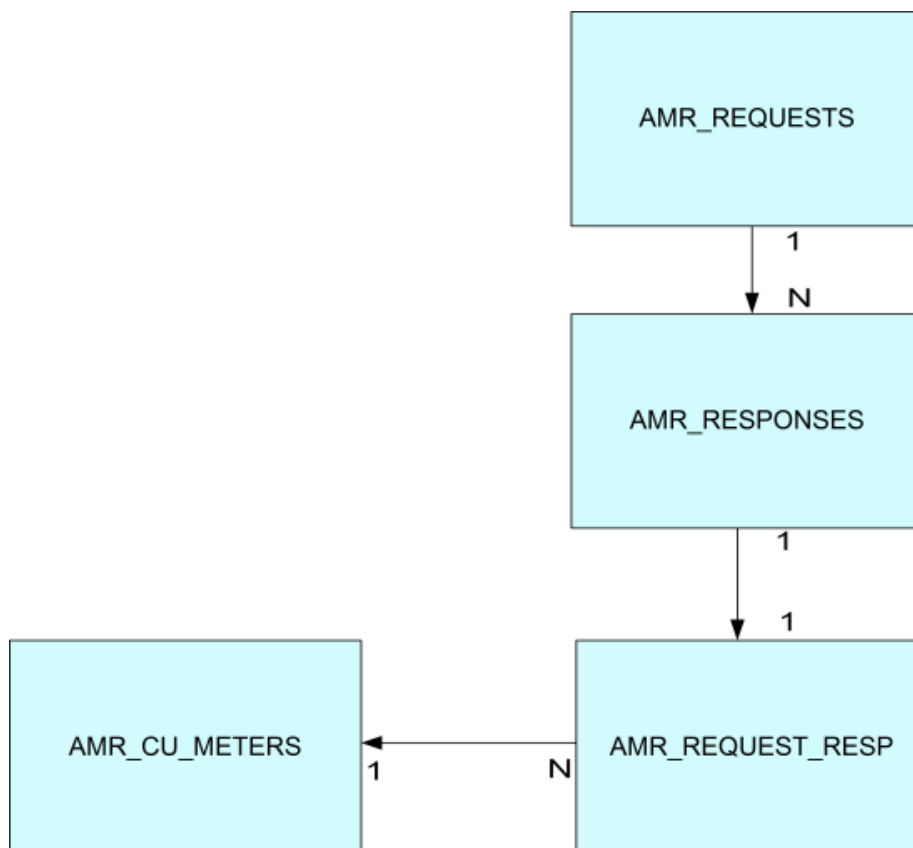 AMR_REQUESTS
1
N
AMR_RESPONSES
1
1
AMR_CU_METERS
AMR_REQUEST_RESP
1
N